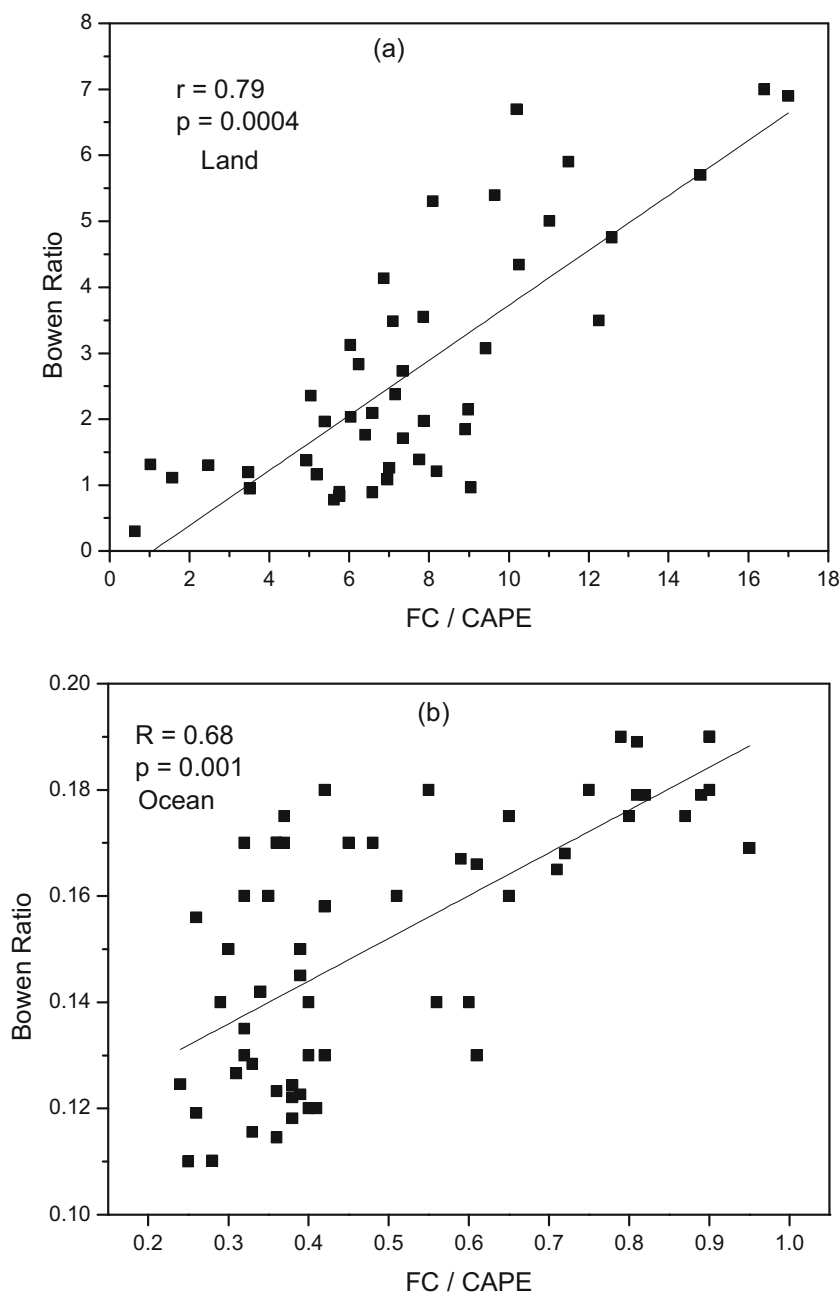 (a)
r = 0.79
p = 0.0004
Land
8
7
6
5
4
3
2
1
0
Bowen Ratio
0 2 4 6 8 10 12 14 16 18
FC / CAPE
(b)
R = 0.68
p = 0.001
Ocean
0.20
0.18
0.16
0.14
0.12
0.10
Bowen Ratio
0.2 0.3 0.4 0.5 0.6 0.7 0.8 0.9 1.0
FC / CAPE